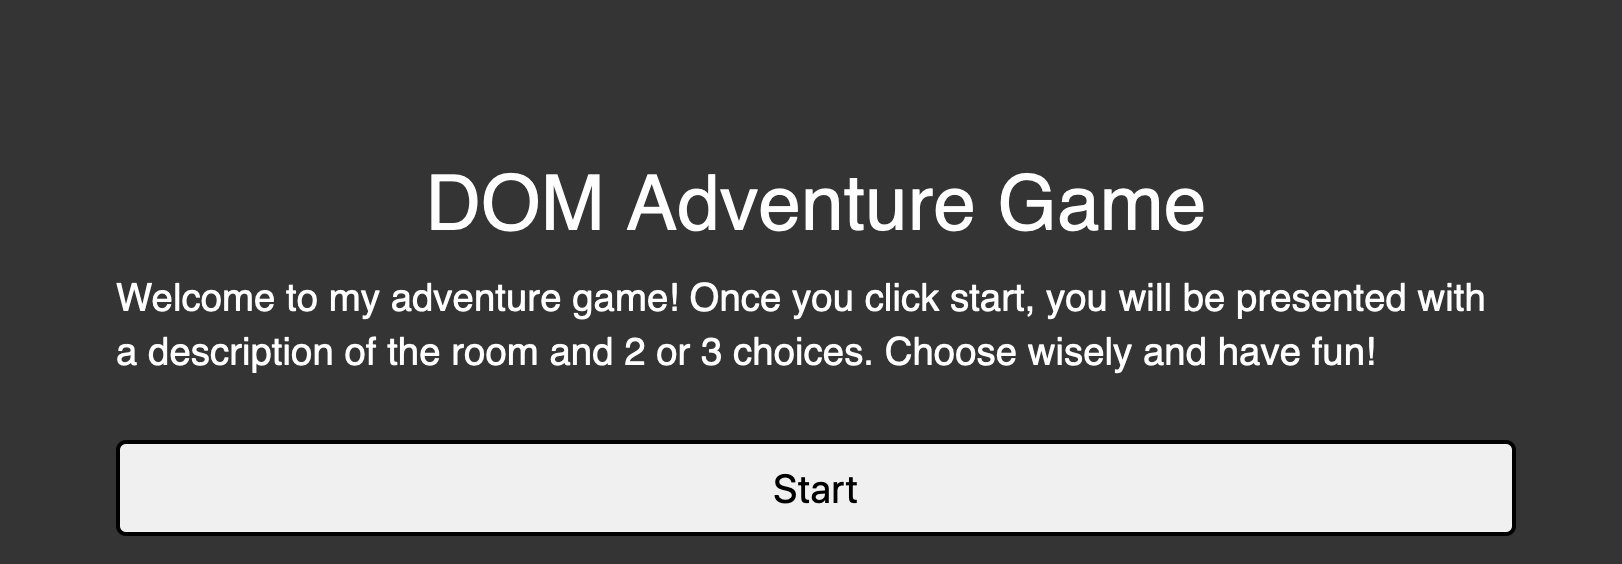 DOM Adventure Game
Welcome to my adventure game! Once you click start, you will be presented with
a description of the room and 2 or 3 choices. Choose wisely and have fun!
Start